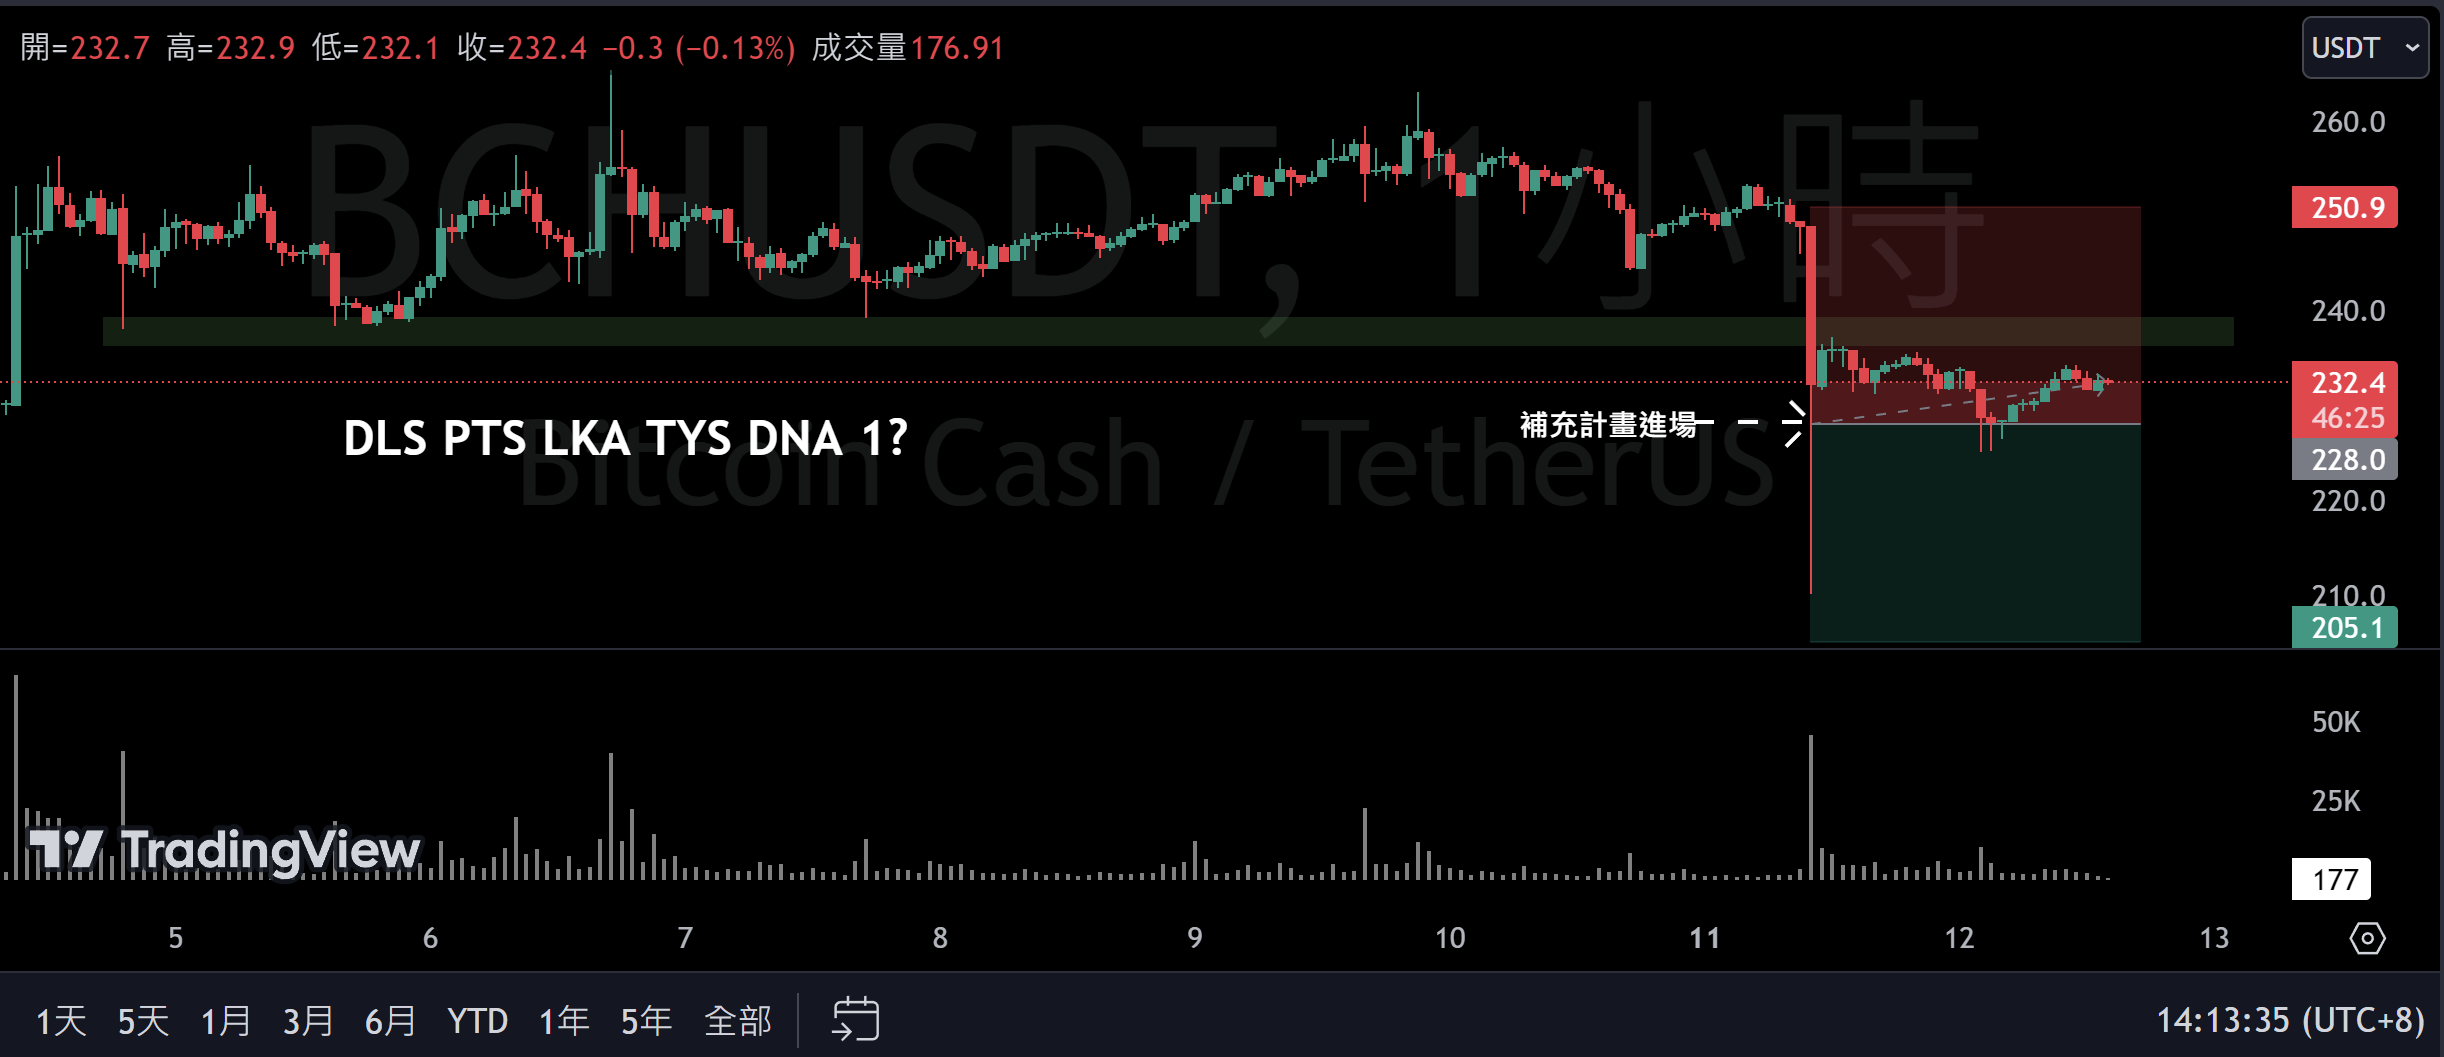 開=232.7 高=232.9 低=232.1 收=232.4 −0.3 (−0.13%) 成交量176.91
USDT
BCHUSDT, 1小時
Bitcoin Cash / TetherUS
260.0
250.9
240.0
232.4
46:25
228.0
220.0
210.0
205.1
補充計畫進場
DLS PTS LKA TYS DNA 1?
50K
25K
177
TradingView
5 6 7 8 9 10 11 12 13
1天 5天 1月 3月 6月 YTD 1年 5年 全部
14:13:35 (UTC+8)